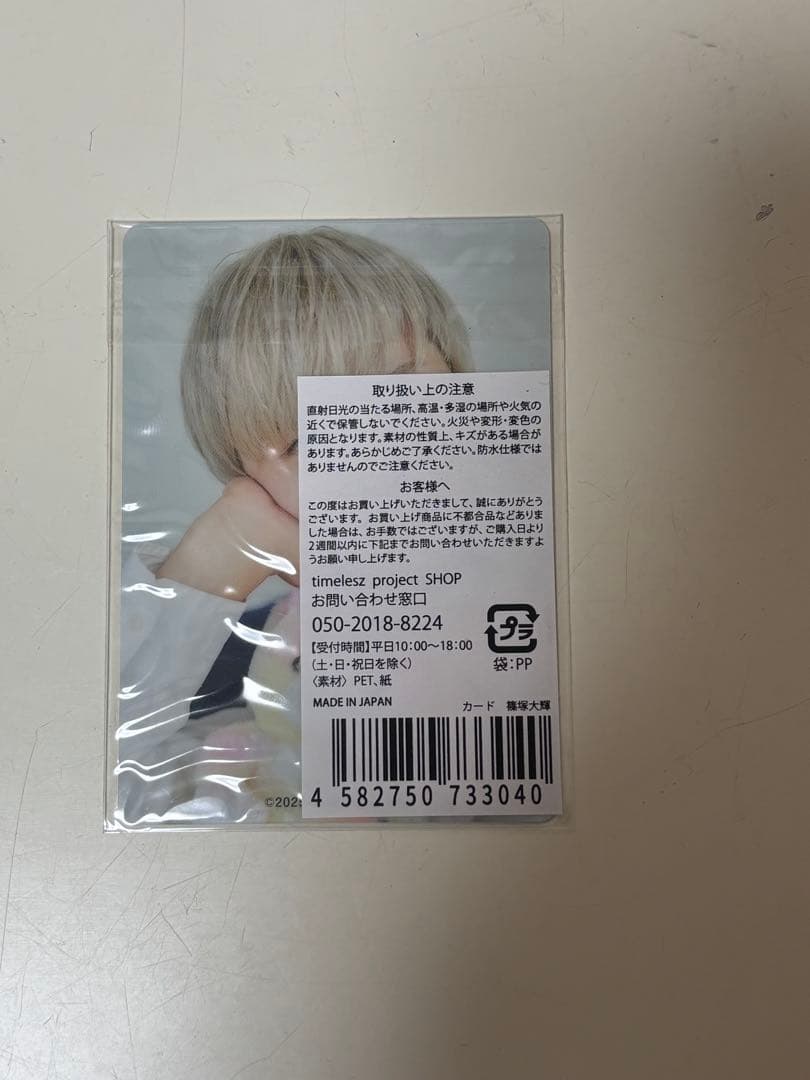 取り扱い上の注意
直射日光の当たる場所、高温・多湿の場所や火気の
近くで保管しないでください。火災や変形・変色の
原因となります。素材の性質上、キズがある場合が
あります。あらかじめご了承ください。防水仕様では
ありませんのでご注意ください。
お客様へ
この度はお買い上げいただきまして、誠にありがとう
ございます。お買い上げ商品に不都合品などありま
した場合は、お手数ではございますが、ご購入日より
2週間以内に下記までお問い合わせいただきますよ
うお願い申し上げます。
timelesz project SHOP
お問い合わせ窓口
050-2018-8224
【受付時間】平日10:00〜18:00
(土・日・祝日を除く)
〈素材〉PET、紙
プラ
袋:PP
MADE IN JAPAN
カード 篠塚大輝
©2025
4 582750 733040